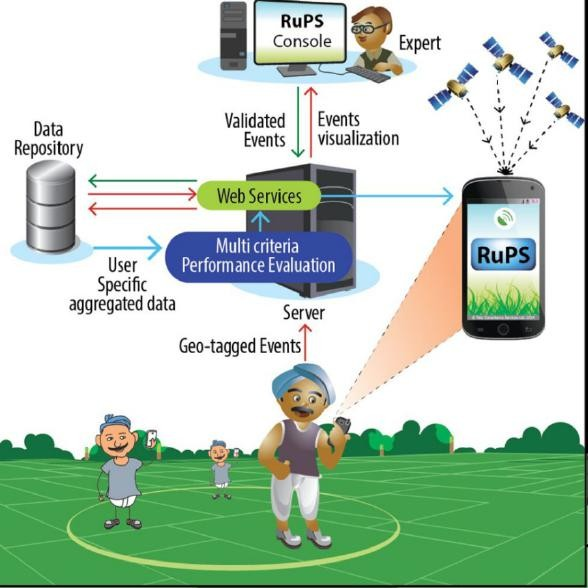 RuPS
Console
Expert
Validated
Events
Events
visualization
Data
Repository
Web Services
Multi criteria
Performance Evaluation
User
Specific
aggregated data
Server
Geo-tagged Events
RuPS